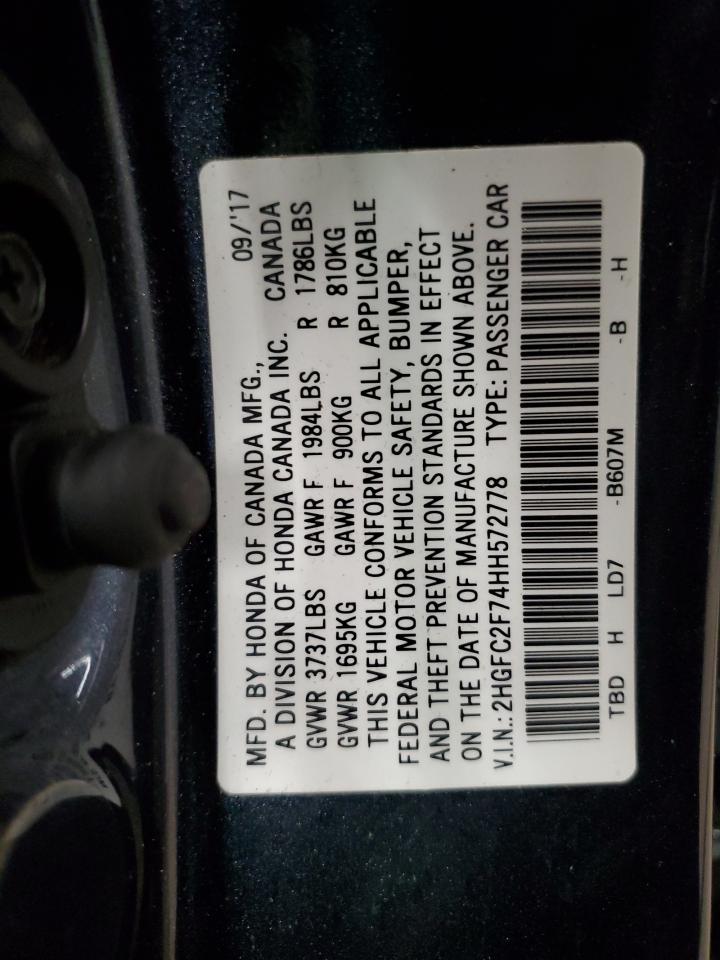 MFD. BY HONDA OF CANADA MFG., 09/'17
A DIVISION OF HONDA CANADA INC. CANADA
GVWR 3737LBS GAWR F 1984LBS R 1786LBS
GVWR 1695KG GAWR F 900KG R 810KG
THIS VEHICLE CONFORMS TO ALL APPLICABLE
FEDERAL MOTOR VEHICLE SAFETY, BUMPER,
AND THEFT PREVENTION STANDARDS IN EFFECT
ON THE DATE OF MANUFACTURE SHOWN ABOVE.
V.I.N.: 2HGFC2F74HH572778 TYPE: PASSENGER CAR
TBD H LD7 -B607M -B -H